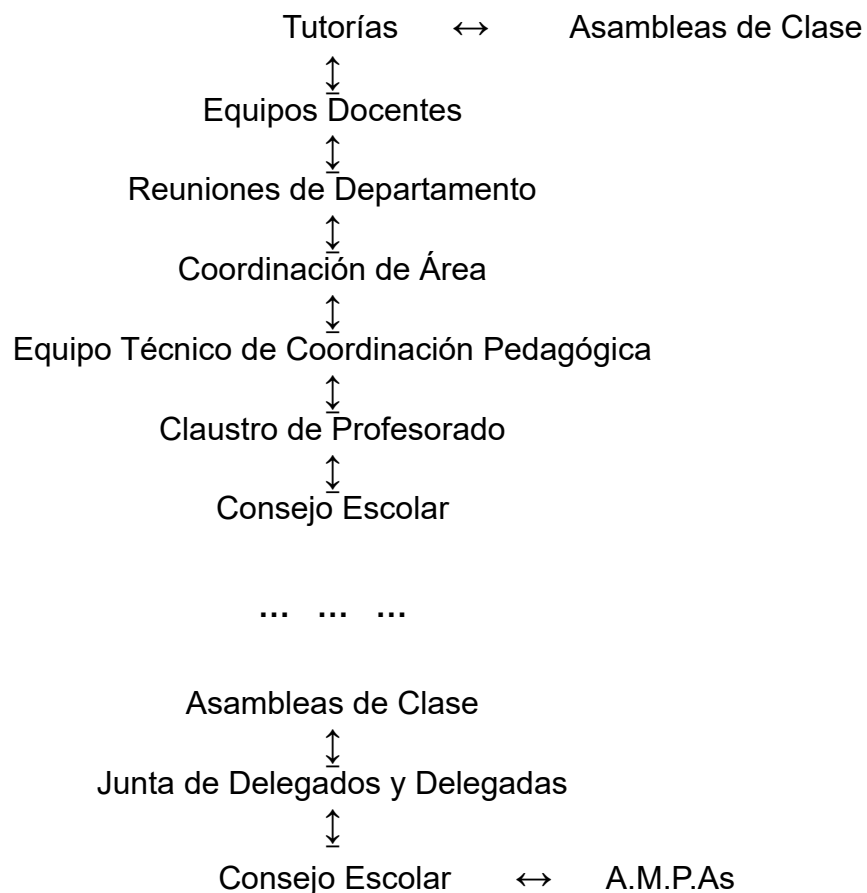 Tutorías ↔ Asambleas de Clase
↨
Equipos Docentes
↨
Reuniones de Departamento
↨
Coordinación de Área
↨
Equipo Técnico de Coordinación Pedagógica
↨
Claustro de Profesorado
↨
Consejo Escolar
... ... ...
Asambleas de Clase
↨
Junta de Delegados y Delegadas
↨
Consejo Escolar ↔ A.M.P.As